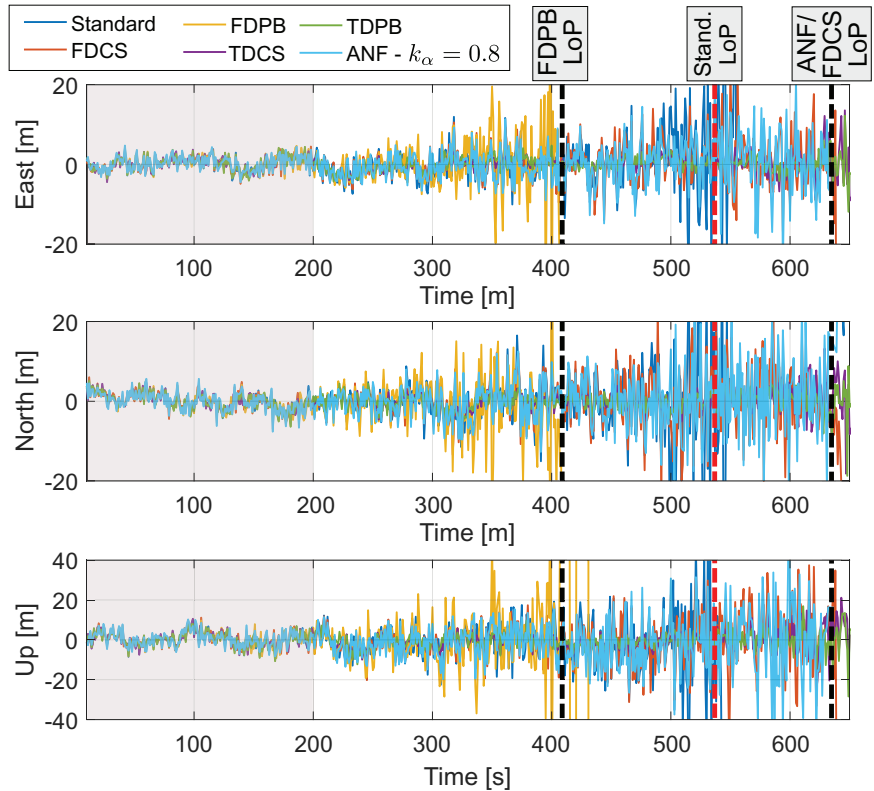 Standard FDPB TDPB
FDCS TDCS ANF - kα = 0.8
FDPB
LoP
Stand.
LoP
ANF/
FDCS
LoP
20
0
-20
East [m]
100 200 300 400 500 600
Time [m]
20
0
-20
North [m]
100 200 300 400 500 600
Time [m]
40
20
0
-20
-40
Up [m]
100 200 300 400 500 600
Time [s]